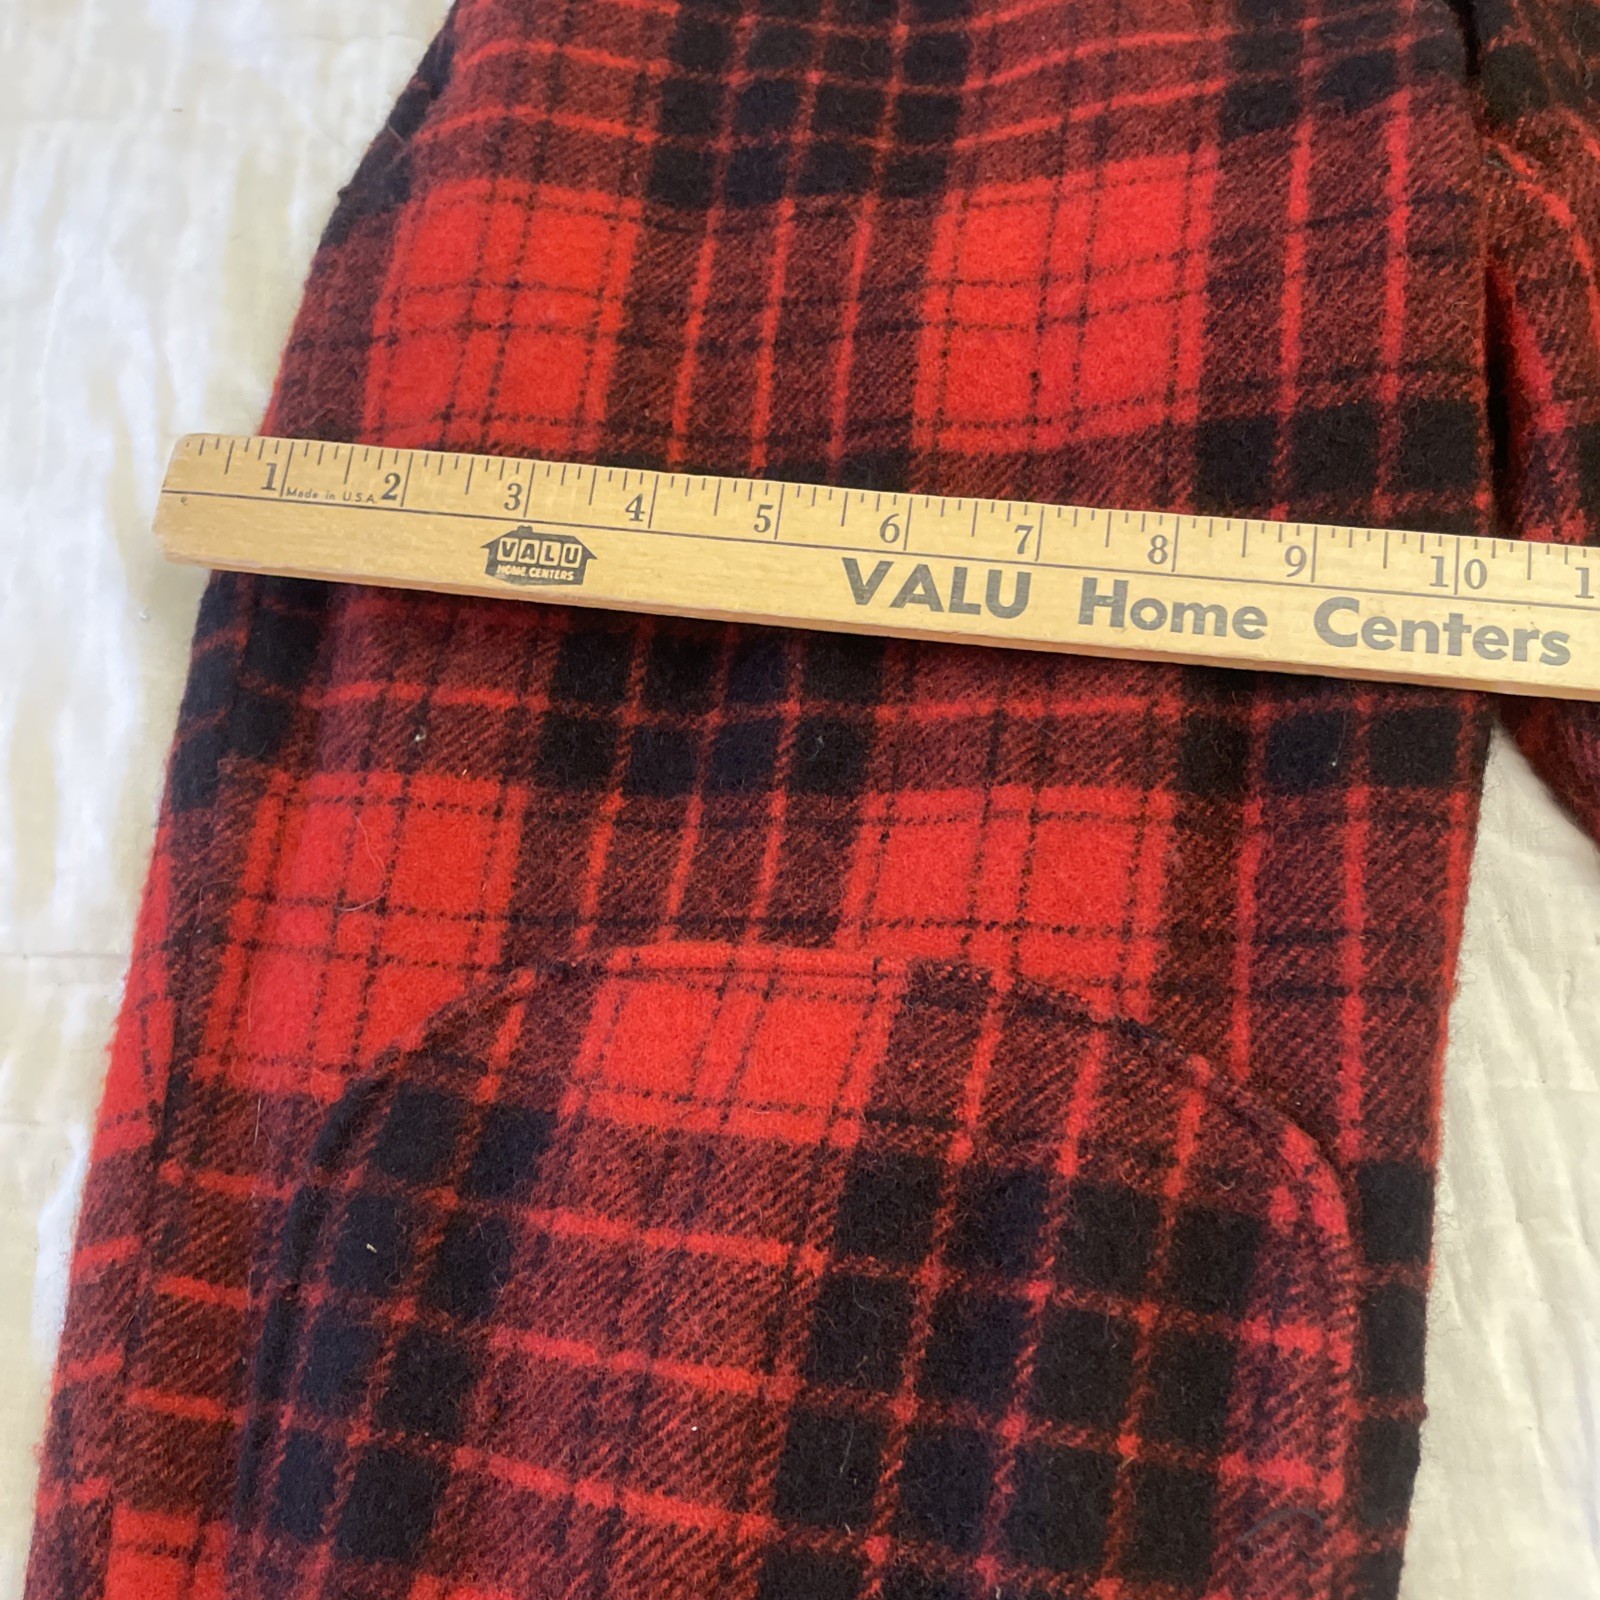 1 2 3 4 5 6 7 8 9 10 1
Made in U.S.A.
VALU
HOME CENTERS
VALU Home Centers